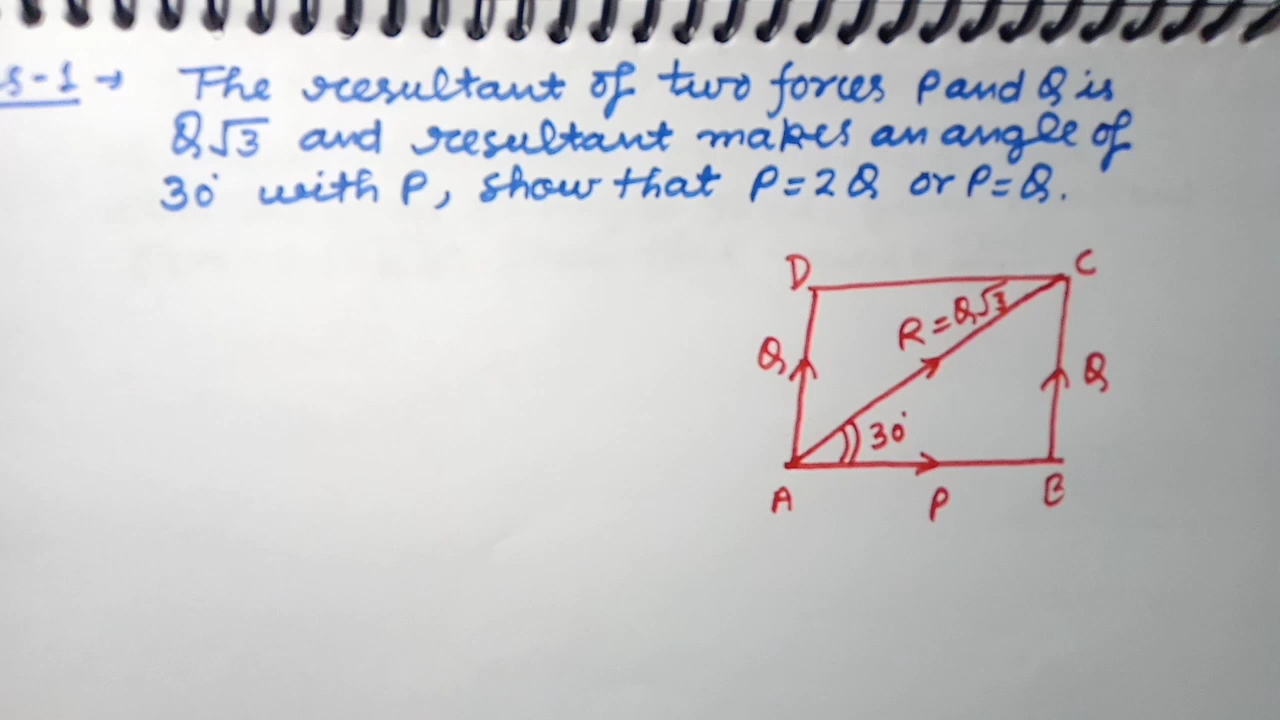 s-1 → The resultant of two forces P and Q is
Q√3 and resultant makes an angle of
30° with P, show that P=2Q or P=Q.
D C
R=Q√3
Q Q
30°
A P B